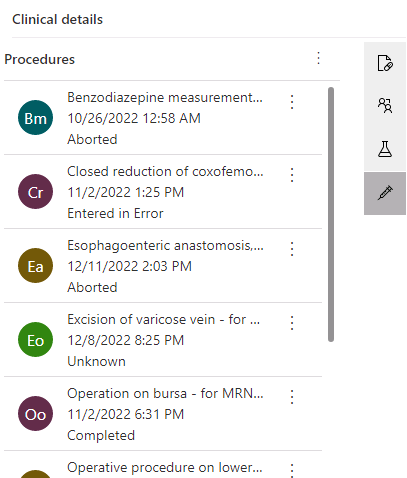 Clinical details
Procedures
Bm
Benzodiazepine measurement...
10/26/2022 12:58 AM
Aborted
Cr
Closed reduction of coxofemo...
11/2/2022 1:25 PM
Entered in Error
Ea
Esophagoenteric anastomosis,...
12/11/2022 2:03 PM
Aborted
Eo
Excision of varicose vein - for ...
12/8/2022 8:25 PM
Unknown
Oo
Operation on bursa - for MRN...
11/2/2022 6:31 PM
Completed
Operative procedure on lower...